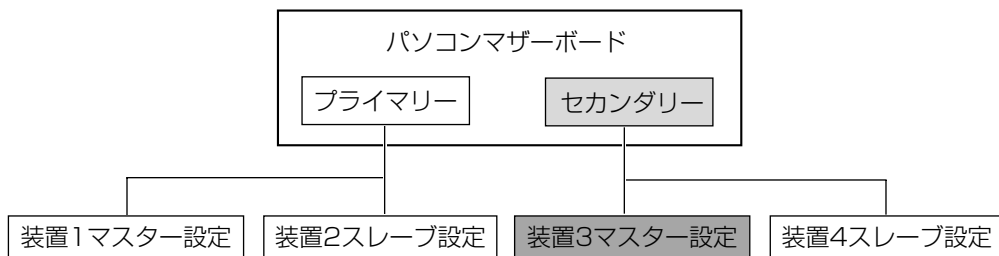 パソコンマザーボード
プライマリー
セカンダリー
装置1マスター設定
装置2スレーブ設定
装置3マスター設定
装置4スレーブ設定